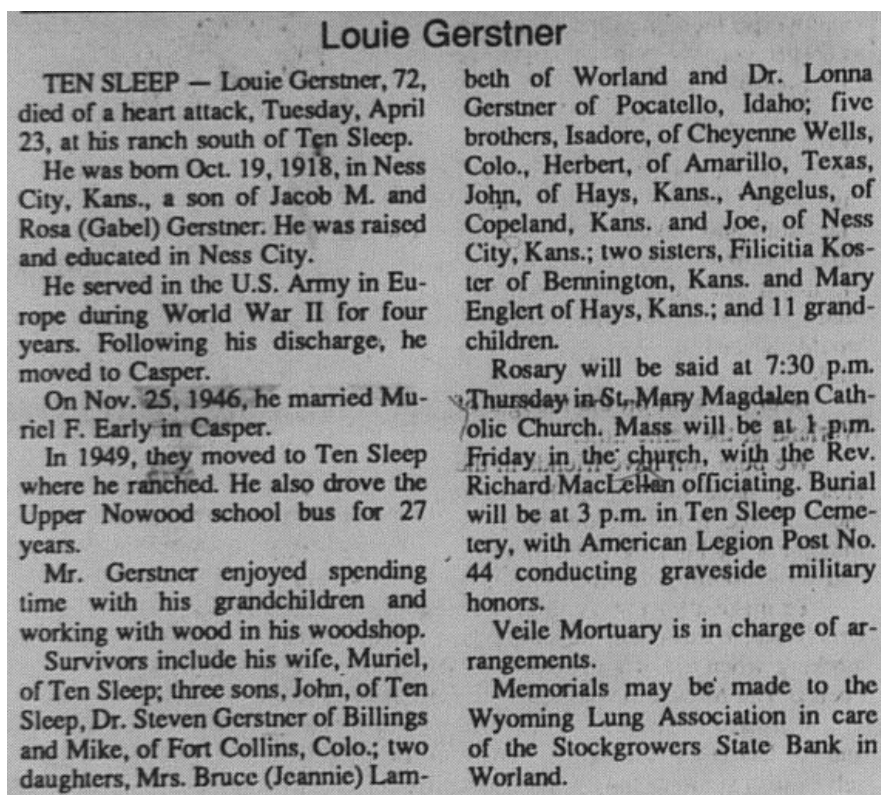 Louie Gerstner
TEN SLEEP — Louie Gerstner, 72,
died of a heart attack, Tuesday, April
23, at his ranch south of Ten Sleep.
He was born Oct. 19, 1918, in Ness
City, Kans., a son of Jacob M. and
Rosa (Gabel) Gerstner. He was raised
and educated in Ness City.
He served in the U.S. Army in Eu-
rope during World War II for four
years. Following his discharge, he
moved to Casper.
On Nov. 25, 1946, he married Mu-
riel F. Early in Casper.
In 1949, they moved to Ten Sleep
where he ranched. He also drove the
Upper Nowood school bus for 27
years.
Mr. Gerstner enjoyed spending
time with his grandchildren and
working with wood in his woodshop.
Survivors include his wife, Muriel,
of Ten Sleep; three sons, John, of Ten
Sleep, Dr. Steven Gerstner of Billings
and Mike, of Fort Collins, Colo.; two
daughters, Mrs. Bruce (Jeannie) Lam-
beth of Worland and Dr. Lonna
Gerstner of Pocatello, Idaho; five
brothers, Isadore, of Cheyenne Wells,
Colo., Herbert, of Amarillo, Texas,
John, of Hays, Kans., Angelus, of
Copeland, Kans. and Joe, of Ness
City, Kans.; two sisters, Filicitia Kos-
ter of Bennington, Kans. and Mary
Englert of Hays, Kans.; and 11 grand-
children.
Rosary will be said at 7:30 p.m.
Thursday in St. Mary Magdalen Cath-
olic Church. Mass will be at 1 p.m.
Friday in the church, with the Rev.
Richard MacLellan officiating. Burial
will be at 3 p.m. in Ten Sleep Ceme-
tery, with American Legion Post No.
44 conducting graveside military
honors.
Veile Mortuary is in charge of ar-
rangements.
Memorials may be made to the
Wyoming Lung Association in care
of the Stockgrowers State Bank in
Worland.